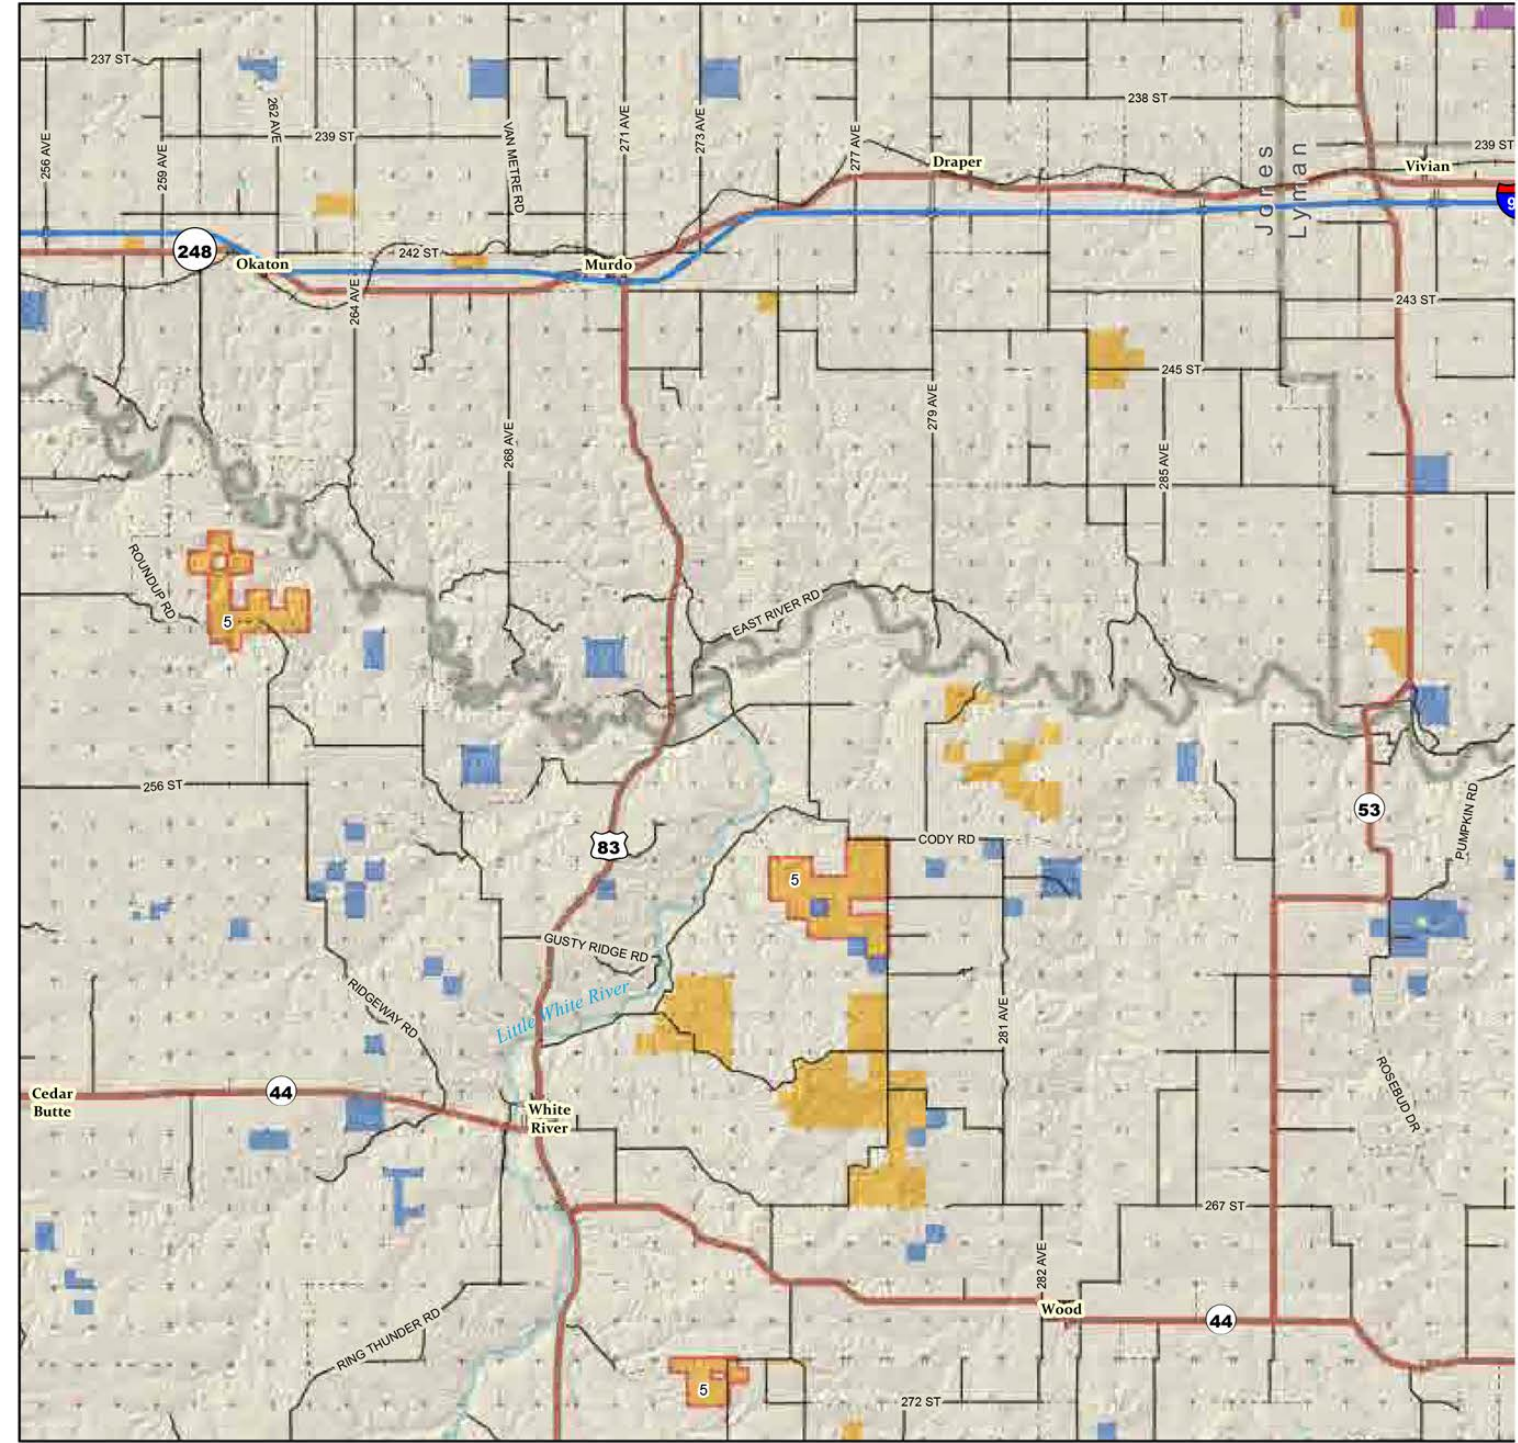 237 ST
238 ST
262 AVE
239 ST
VAN METRE RD
271 AVE
273 AVE
277 AVE
239 ST
256 AVE
259 AVE
Draper
Jones
Lyman
Vivian
9
248
242 ST
Okaton
Murdo
264 AVE
243 ST
245 ST
268 AVE
279 AVE
285 AVE
ROUNDUP RD
5
EAST RIVER RD
256 ST
83
CODY RD
53
PUMPKIN RD
5
GUSTY RIDGE RD
RIDGEWAY RD
Little White River
281 AVE
ROSEBUD DR
Cedar
Butte
44
White
River
267 ST
282 AVE
Wood
44
RING THUNDER RD
5
272 ST